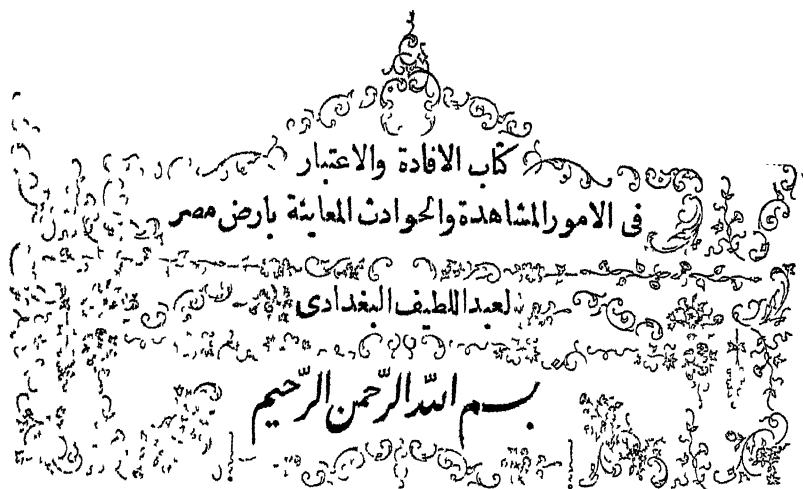 كتاب الافادة والاعتبار
فى الامور المشاهدة والحوادث المعاينة بارض مصر
لعبد اللطيف البغدادى
بسم الله الرّحمن الرّحيم